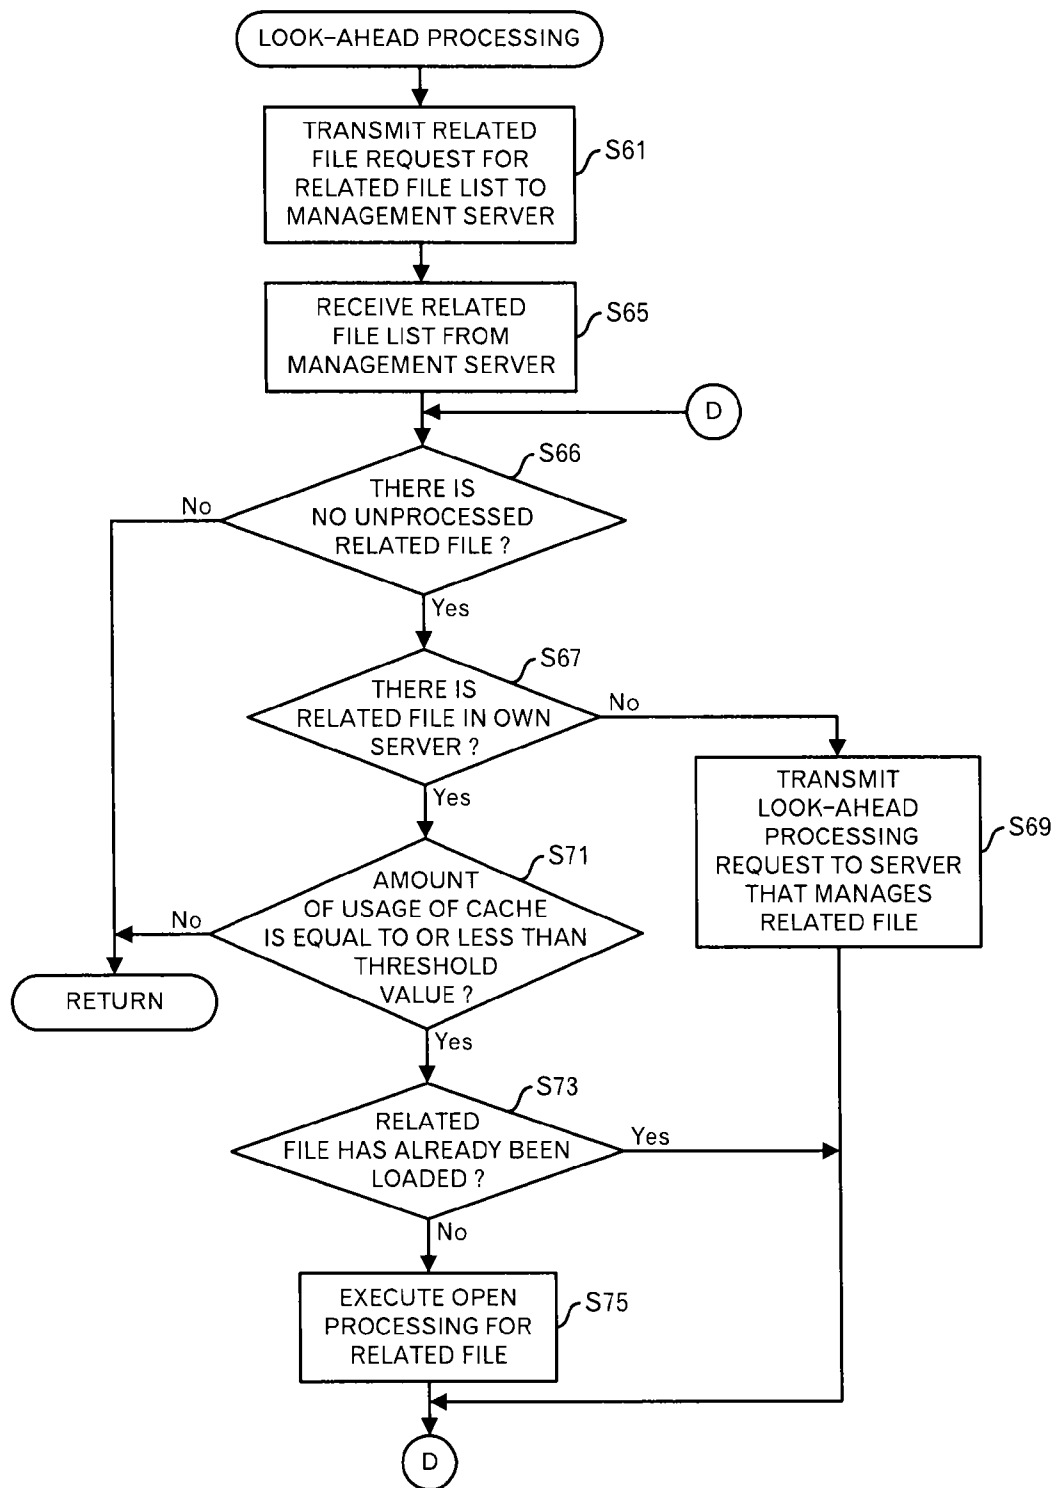 LOOK-AHEAD PROCESSING
TRANSMIT RELATED
FILE REQUEST FOR
RELATED FILE LIST TO
MANAGEMENT SERVER
S61
RECEIVE RELATED
FILE LIST FROM
MANAGEMENT SERVER
S65
D
S66
THERE IS
NO UNPROCESSED
RELATED FILE ?
No
Yes
S67
THERE IS
RELATED FILE IN OWN
SERVER ?
No
Yes
TRANSMIT
LOOK-AHEAD
PROCESSING
REQUEST TO SERVER
THAT MANAGES
RELATED FILE
S69
S71
AMOUNT
OF USAGE OF CACHE
IS EQUAL TO OR LESS THAN
THRESHOLD
VALUE ?
No
RETURN
Yes
S73
RELATED
FILE HAS ALREADY BEEN
LOADED ?
Yes
No
EXECUTE OPEN
PROCESSING FOR
RELATED FILE
S75
D